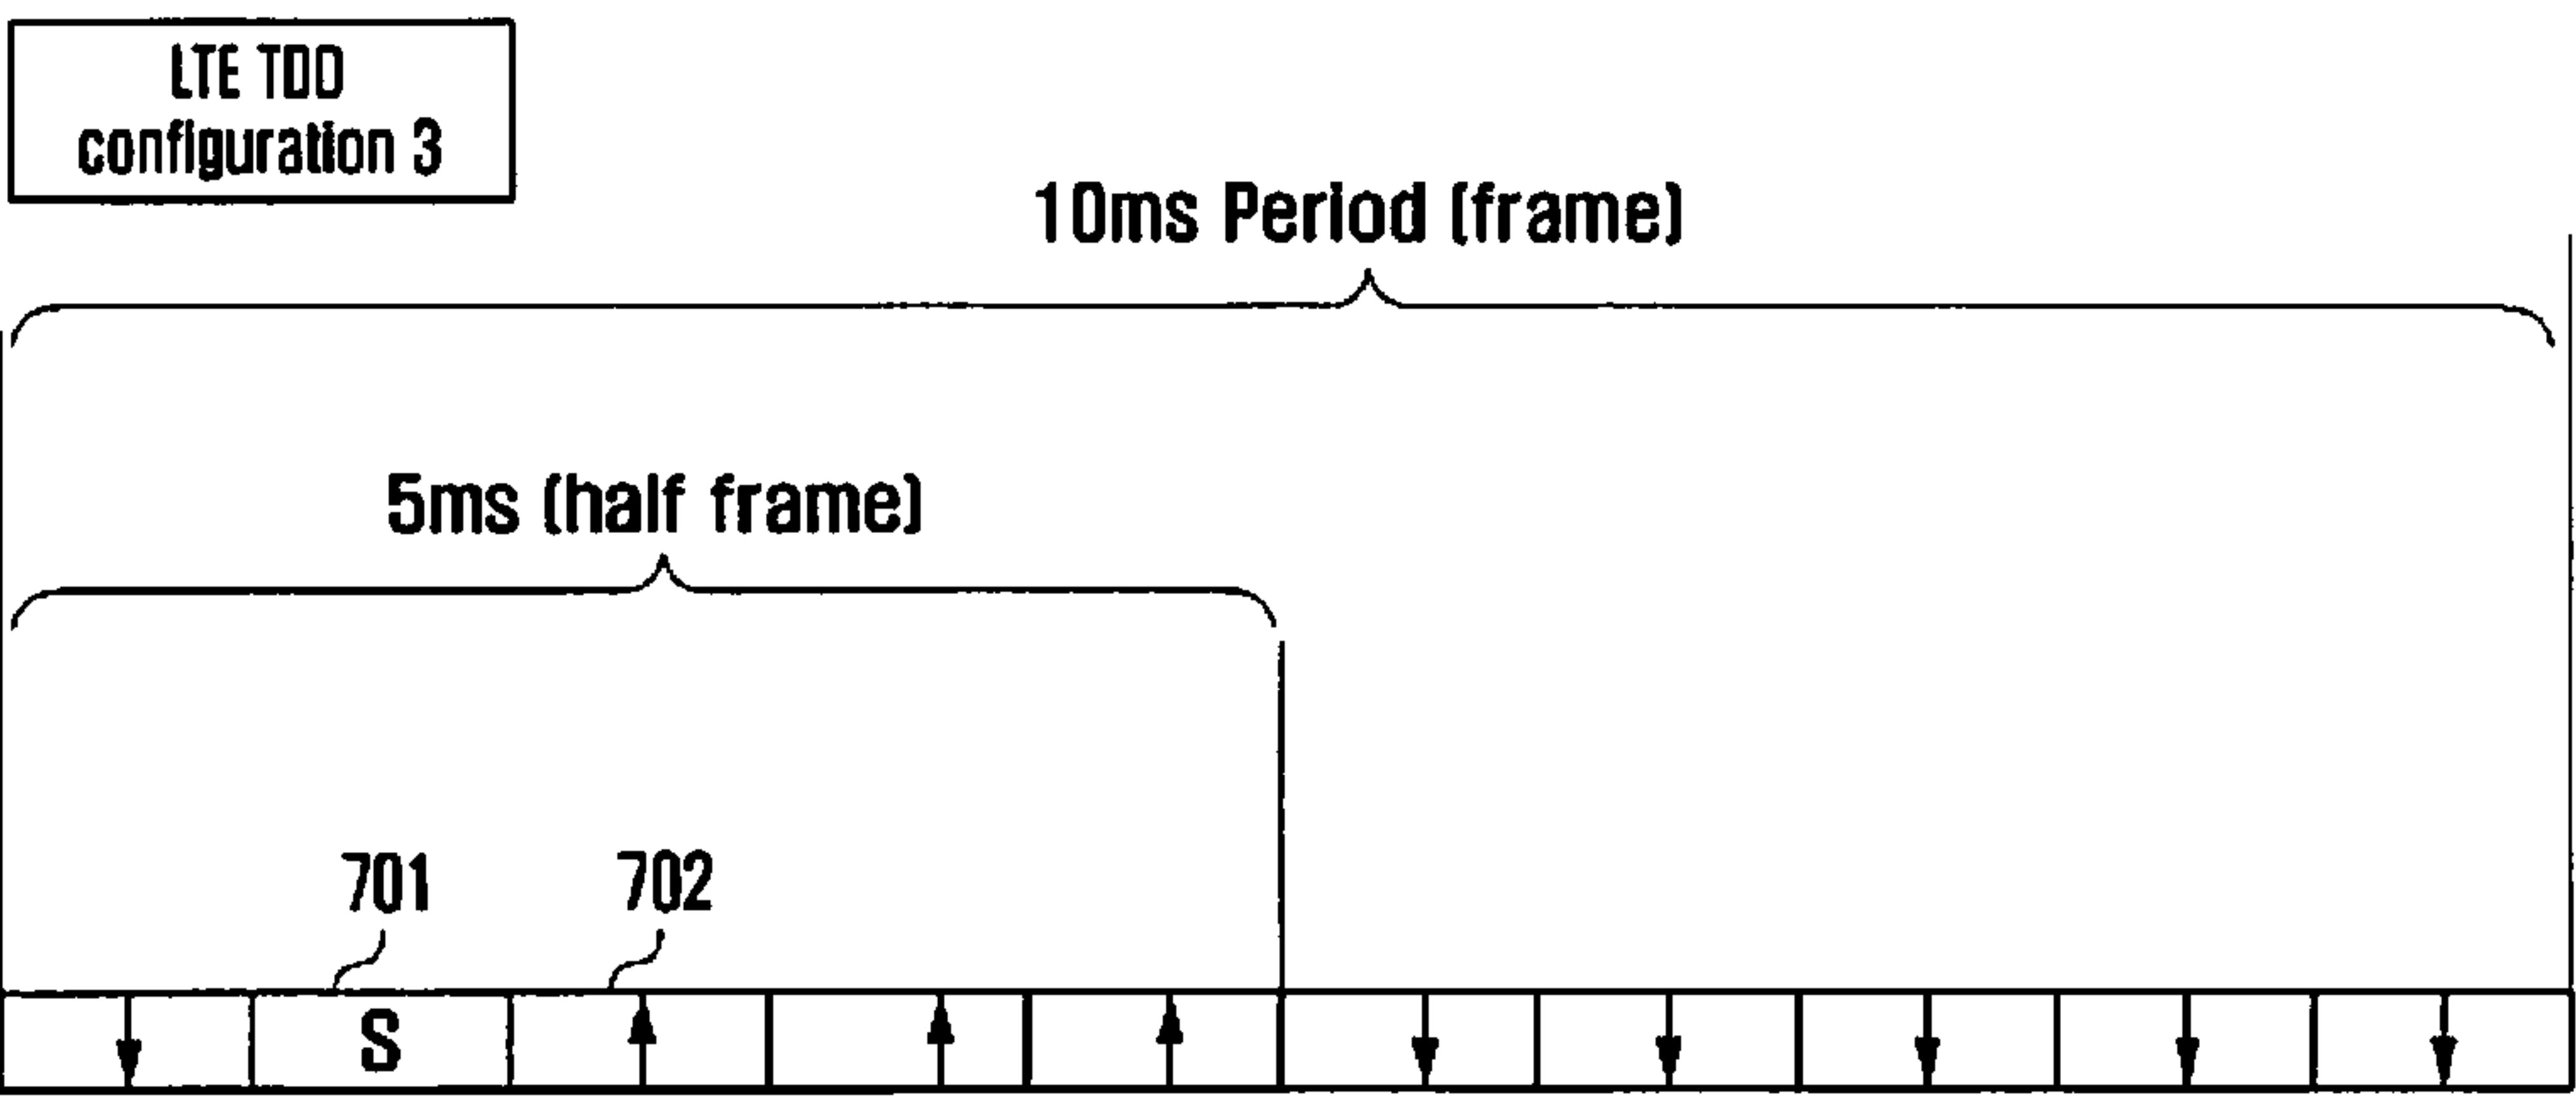 LTE TDD
configuration 3
10ms Period (frame)
5ms (half frame)
701
702
S